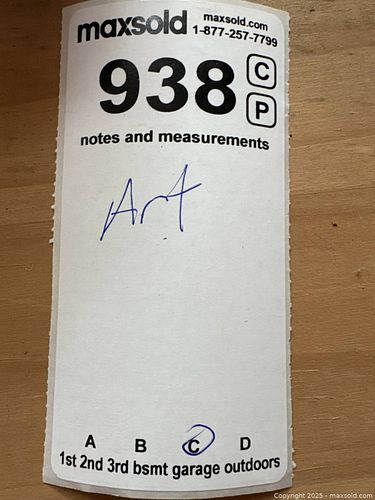 maxsold maxsold.com
1-877-257-7799
938 C
P
notes and measurements
Art
A B C D
1st 2nd 3rd bsmt garage outdoors
Copyright 2025 - maxsold.com